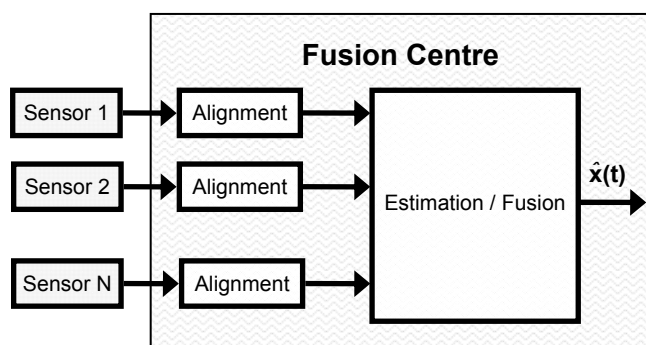 Fusion Centre
Sensor 1
Alignment
Sensor 2
Alignment
Estimation / Fusion
x̂(t)
Sensor N
Alignment